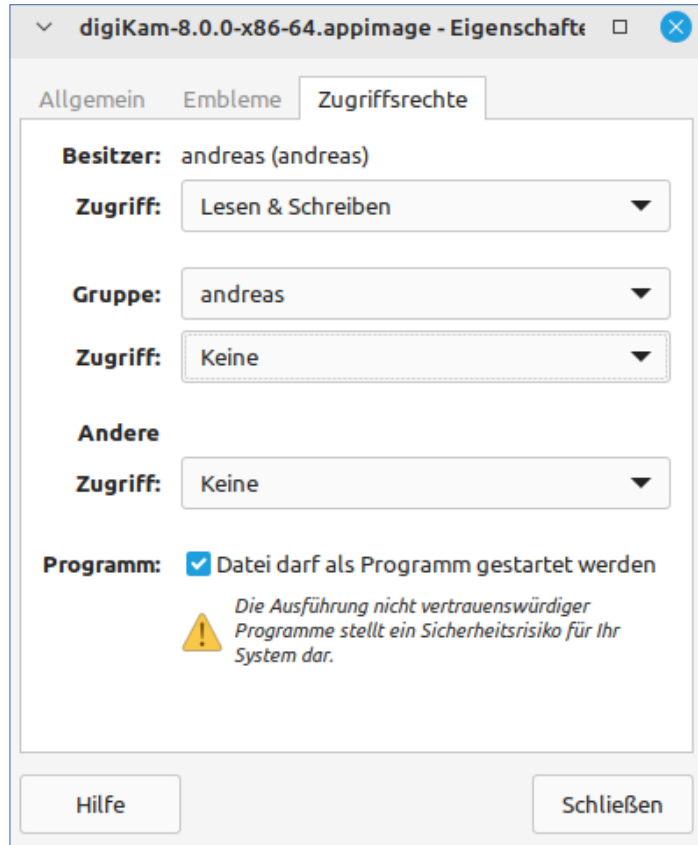 digiKam-8.0.0-x86-64.appimage - Eigenschafte
Allgemein Embleme Zugriffsrechte
Besitzer: andreas (andreas)
Zugriff: Lesen & Schreiben
Gruppe: andreas
Zugriff: Keine
Andere
Zugriff: Keine
Programm: Datei darf als Programm gestartet werden
Die Ausführung nicht vertrauenswürdiger
Programme stellt ein Sicherheitsrisiko für Ihr
System dar.
Hilfe Schließen